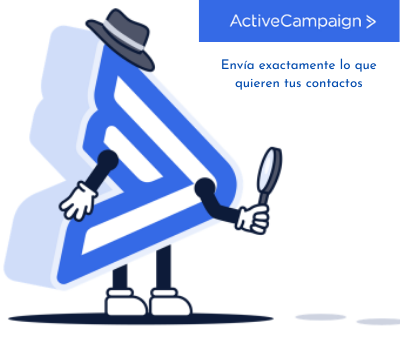 ActiveCampaign >
Envía exactamente lo que
quieren tus contactos